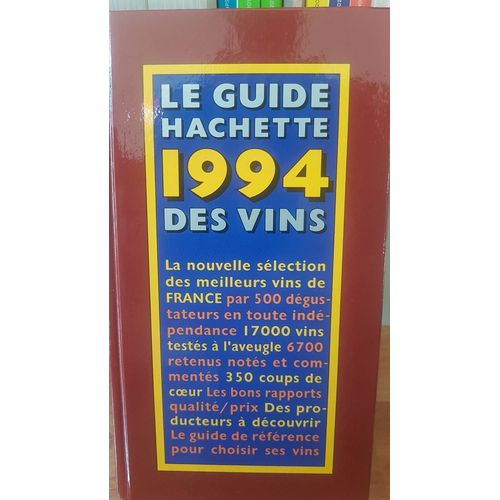 LE GUIDE
HACHETTE
1994
DES VINS
La nouvelle sélection
des meilleurs vins de
FRANCE par 500 dégus-
tateurs en toute indé-
pendance 17000 vins
testés à l'aveugle 6700
retenus notés et com-
mentés 350 coups de
cœur Les bons rapports
qualité/prix Des pro-
ducteurs à découvrir
Le guide de référence
pour choisir ses vins